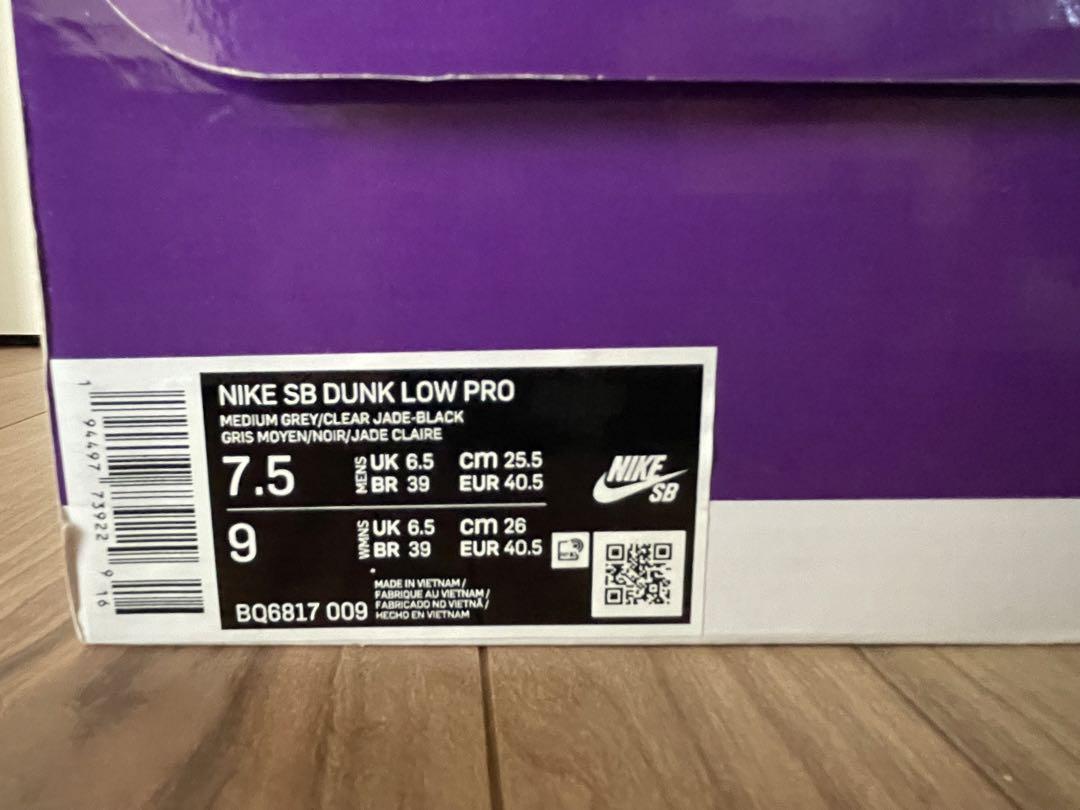 NIKE SB DUNK LOW PRO
MEDIUM GREY/CLEAR JADE-BLACK
GRIS MOYEN/NOIR/JADE CLAIRE
7.5 MENS UK 6.5 cm 25.5
BR 39 EUR 40.5
9 WMNS UK 6.5 cm 26
BR 39 EUR 40.5
BQ6817 009
MADE IN VIETNAM /
FABRIQUE AU VIETNAM /
FABRICADO NO VIETNÃ /
HECHO EN VIETNAM
NIKE
SB
1 94497 73922 9 16